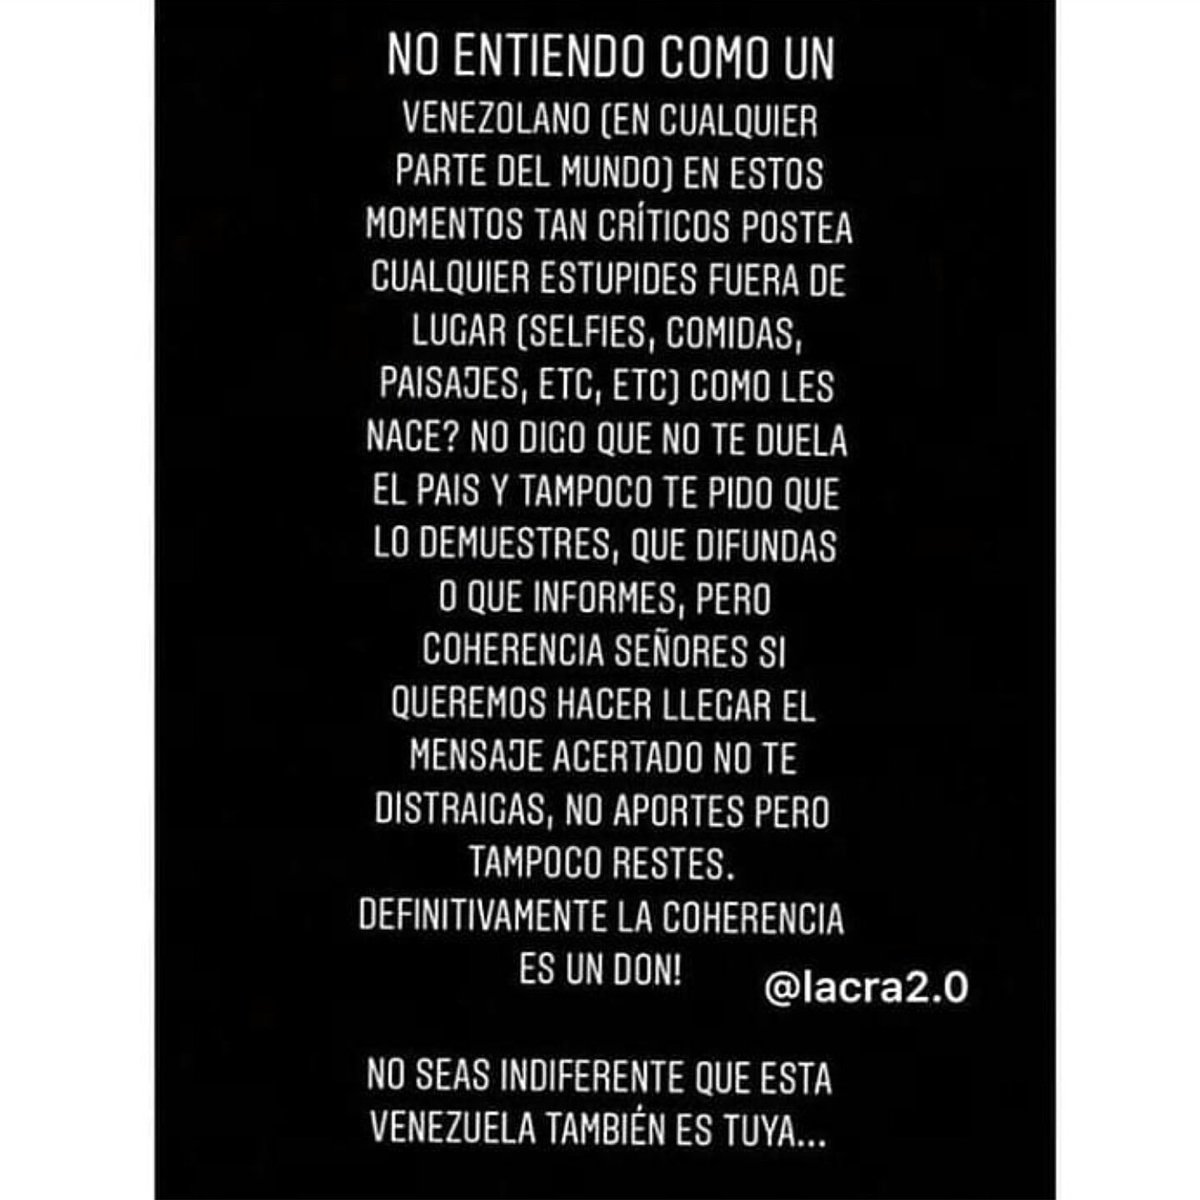 NO ENTIENDO COMO UN
VENEZOLANO (EN CUALQUIER
PARTE DEL MUNDO) EN ESTOS
MOMENTOS TAN CRÍTICOS POSTEA
CUALQUIER ESTUPIDES FUERA DE
LUGAR (SELFIES, COMIDAS,
PAISAJES, ETC, ETC) COMO LES
NACE? NO DIGO QUE NO TE DUELA
EL PAIS Y TAMPOCO TE PIDO QUE
LO DEMUESTRES, QUE DIFUNDAS
O QUE INFORMES, PERO
COHERENCIA SEÑORES SI
QUEREMOS HACER LLEGAR EL
MENSAJE ACERTADO NO TE
DISTRAIGAS, NO APORTES PERO
TAMPOCO RESTES.
DEFINITIVAMENTE LA COHERENCIA
ES UN DON!
@lacra2.0
NO SEAS INDIFERENTE QUE ESTA
VENEZUELA TAMBIÉN ES TUYA...